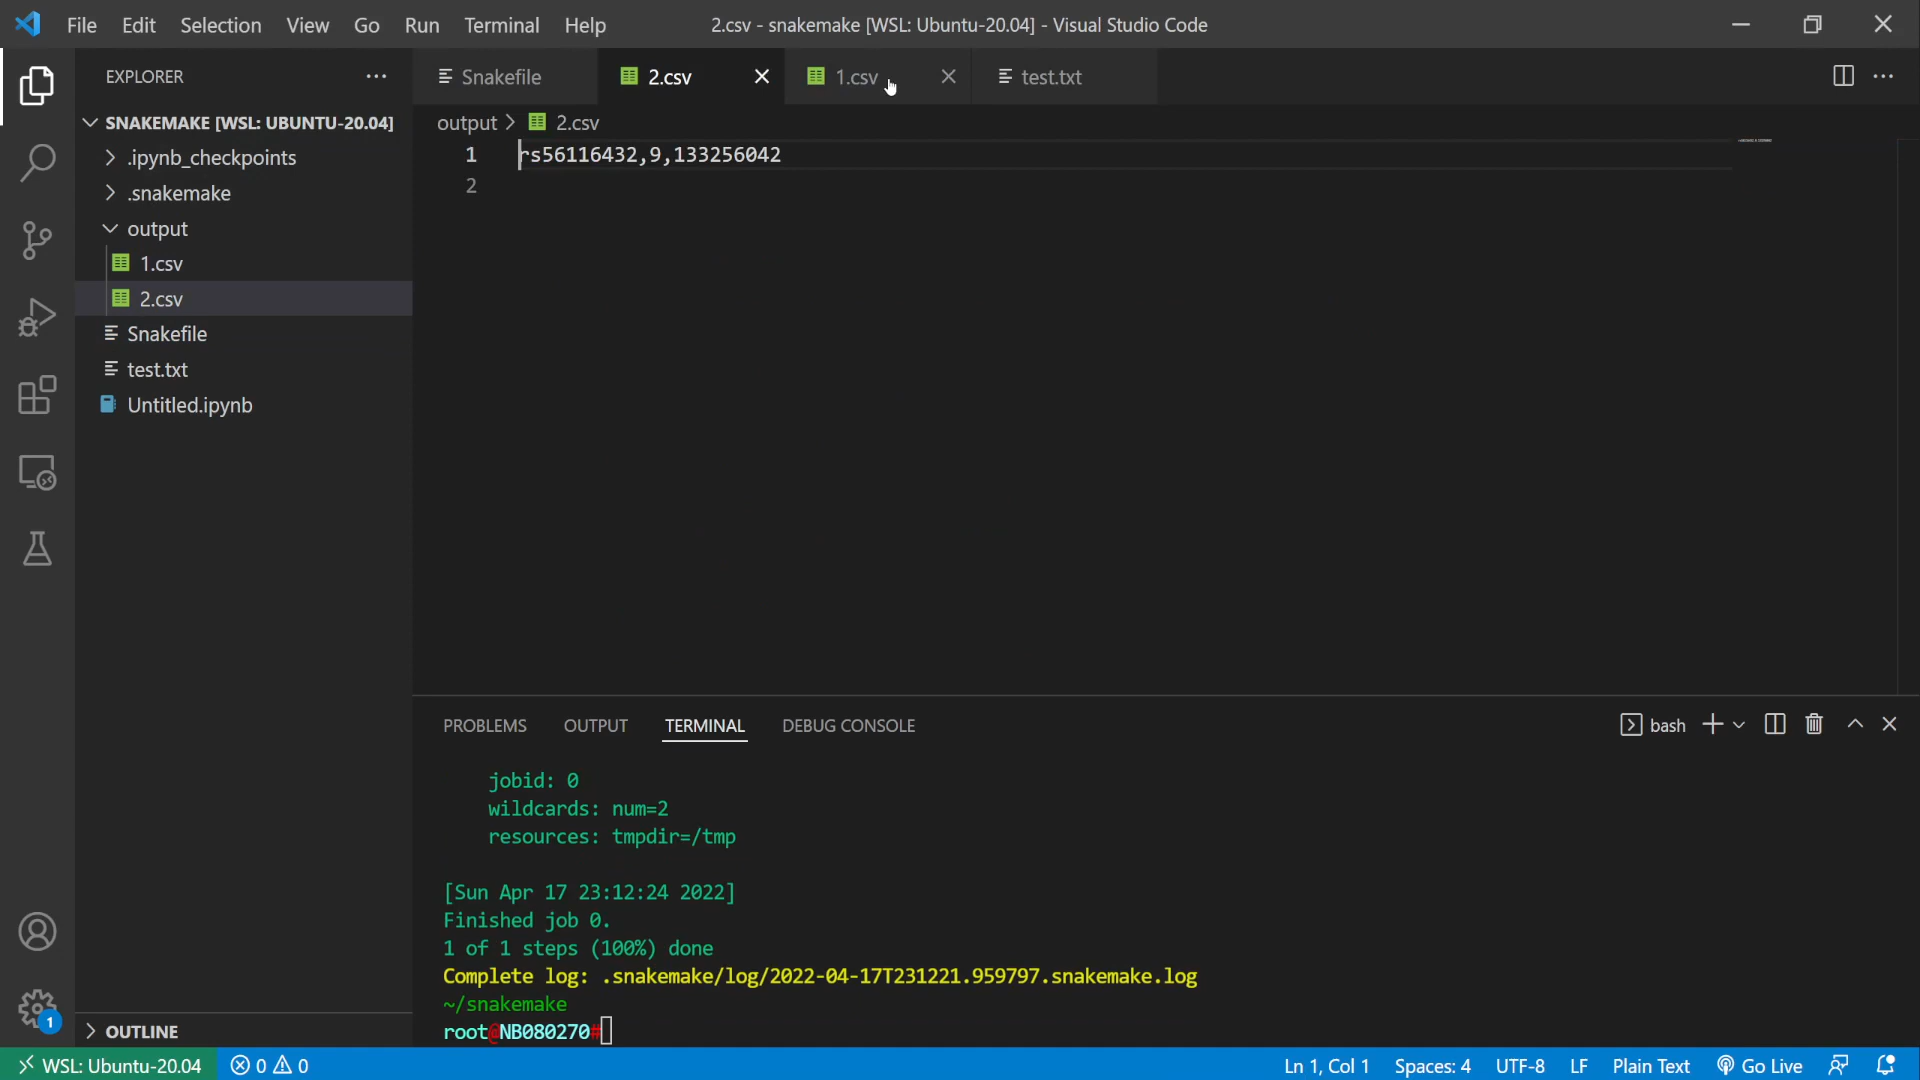 File Edit Selection View Go Run Terminal Help 2.csv - snakemake [WSL: Ubuntu-20.04] - Visual Studio Code
EXPLORER
Snakefile 2.csv 1.csv test.txt
SNAKEMAKE [WSL: UBUNTU-20.04]
.ipynb_checkpoints
.snakemake
output
1.csv
2.csv
Snakefile
test.txt
Untitled.ipynb
OUTLINE
output > 2.csv
1 rs56116432,9,133256042
2
PROBLEMS OUTPUT TERMINAL DEBUG CONSOLE bash
jobid: 0
wildcards: num=2
resources: tmpdir=/tmp
[Sun Apr 17 23:12:24 2022]
Finished job 0.
1 of 1 steps (100%) done
Complete log: .snakemake/log/2022-04-17T231221.959797.snakemake.log
~/snakemake
root@NB080270#
1
WSL: Ubuntu-20.04 0 0 Ln 1, Col 1 Spaces: 4 UTF-8 LF Plain Text Go Live